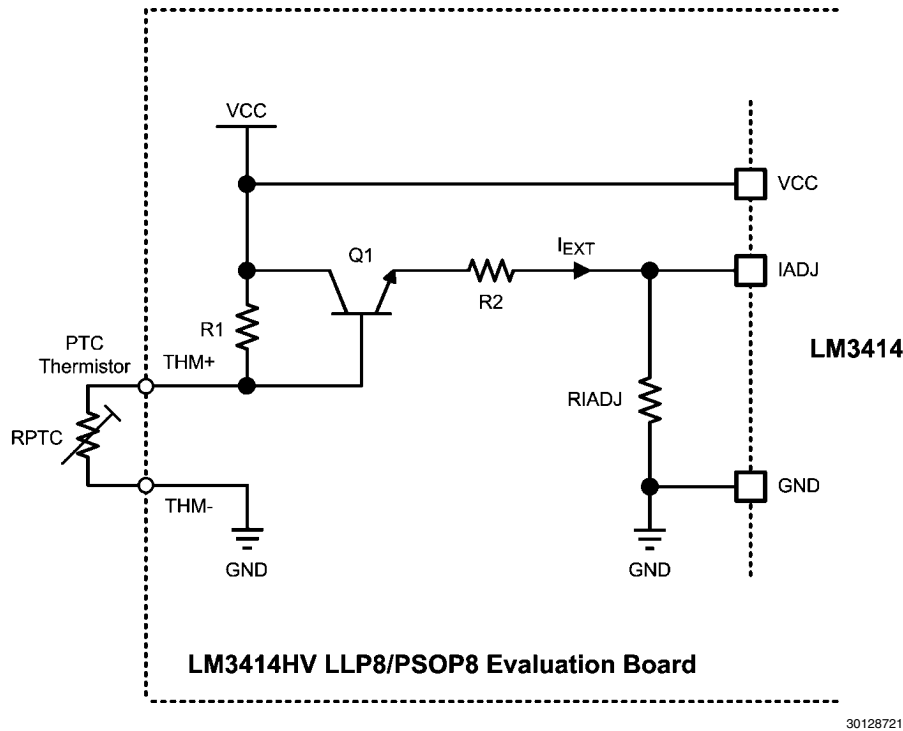 VCC
VCC
Q1
I_EXT
IADJ
R2
R1
PTC
Thermistor
THM+
LM3414
RIADJ
RPTC
GND
THM-
GND
GND
LM3414HV LLP8/PSOP8 Evaluation Board
30128721